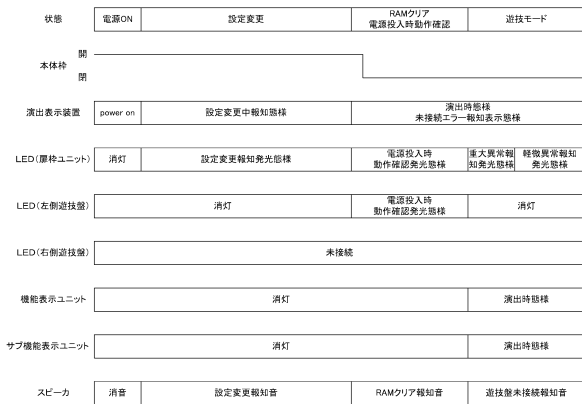 状態 電源ON 設定変更 RAMクリア 遊技モード
電源投入時動作確認
開
本体枠
閉
演出表示装置 power on 設定変更中報知態様 演出時態様
未接続エラー報知表示態様
LED(扉枠ユニット) 消灯 設定変更報知発光態様 電源投入時 重大異常報 軽微異常報知
動作確認発光態様 知発光態様 発光態様
LED(左側遊技盤) 消灯 電源投入時 消灯
動作確認発光態様
LED(右側遊技盤) 未接続
機能表示ユニット 消灯 演出時態様
サブ機能表示ユニット 消灯 演出時態様
スピーカ 消音 設定変更報知音 RAMクリア報知音 遊技盤未接続報知音